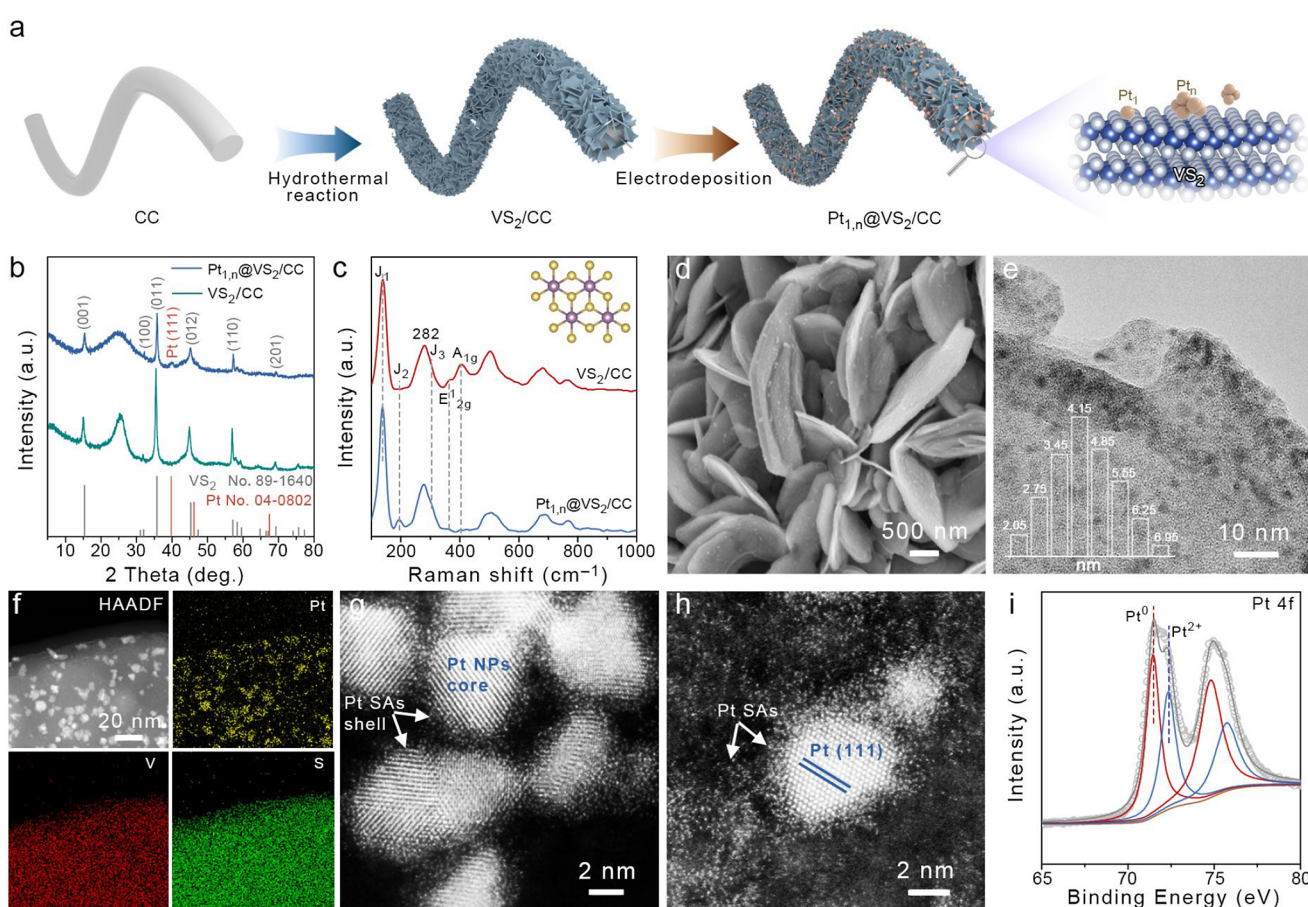 a
CC
Hydrothermal
reaction
VS₂/CC
Electrodeposition
Pt₁,ₙ@VS₂/CC
Pt₁
Ptₙ
VS₂
b
Pt₁,ₙ@VS₂/CC
VS₂/CC
(001)
(100)
(011)
Pt (111)
(012)
(110)
(201)
VS₂ No. 89-1640
Pt No. 04-0802
Intensity (a.u.)
10 20 30 40 50 60 70 80
2 Theta (deg.)
c
J₁
J₂
282
J₃
E¹₂g
A₁g
VS₂/CC
Pt₁,ₙ@VS₂/CC
Intensity (a.u.)
200 400 600 800 1000
Raman shift (cm⁻¹)
d
500 nm
e
2.05
2.75
3.45
4.15
4.85
5.55
6.25
6.95
nm
10 nm
f
HAADF
20 nm
Pt
V
S
g
Pt NPs
core
Pt SAs
shell
2 nm
h
Pt SAs
Pt (111)
2 nm
i
Pt 4f
Pt⁰
Pt²⁺
Intensity (a.u.)
65 70 75 80
Binding Energy (eV)